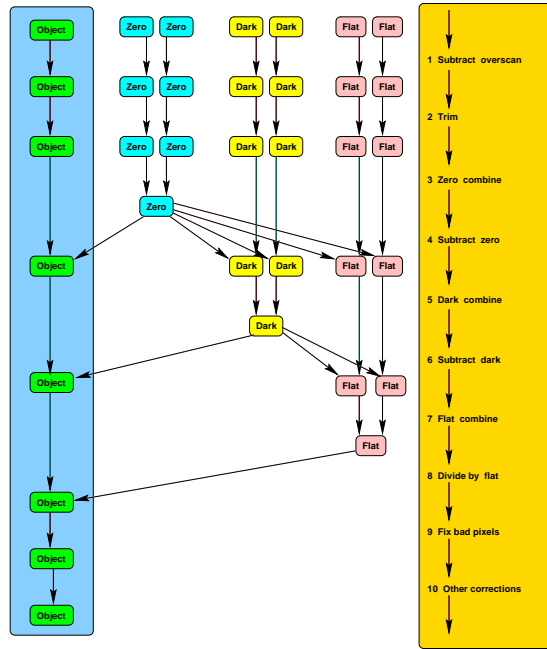 Object Zero Zero Dark Dark Flat Flat
1 Subtract overscan
Object Zero Zero Dark Dark Flat Flat
2 Trim
Object Zero Zero Dark Dark Flat Flat
3 Zero combine
Zero
4 Subtract zero
Object Dark Dark Flat Flat
5 Dark combine
Dark
6 Subtract dark
Object Flat Flat
7 Flat combine
Flat
8 Divide by flat
Object
9 Fix bad pixels
Object
10 Other corrections
Object